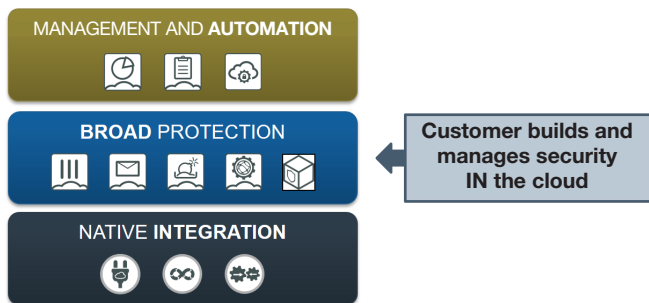 MANAGEMENT AND AUTOMATION
BROAD PROTECTION
Customer builds and
manages security
IN the cloud
NATIVE INTEGRATION